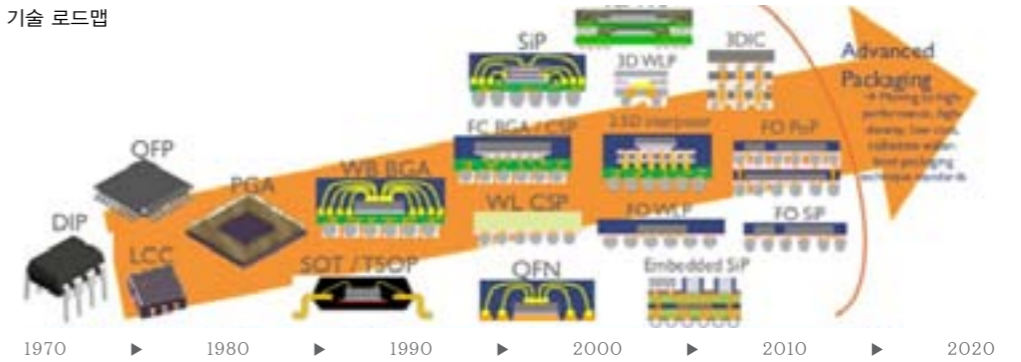 기술 로드맵
SiP
3DIC
3D WLP
Advanced
Packaging
FC BGA / CSP
2.5D interposer
FO PoP
QFP
PGA
WB BGA
DIP
LCC
WL CSP
FO WLP
FO SiP
SOT / TSOP
QFN
Embedded SiP
1970 ▶ 1980 ▶ 1990 ▶ 2000 ▶ 2010 ▶ 2020